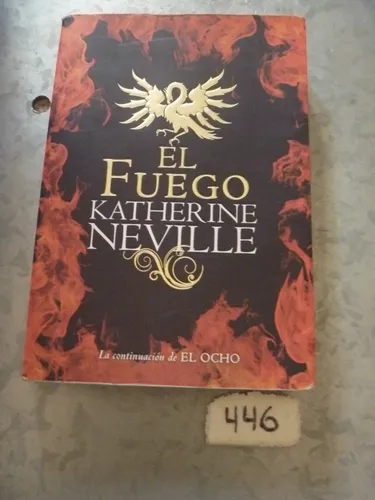 EL
FUEGO
KATHERINE
NEVILLE
La continuación de EL OCHO
446